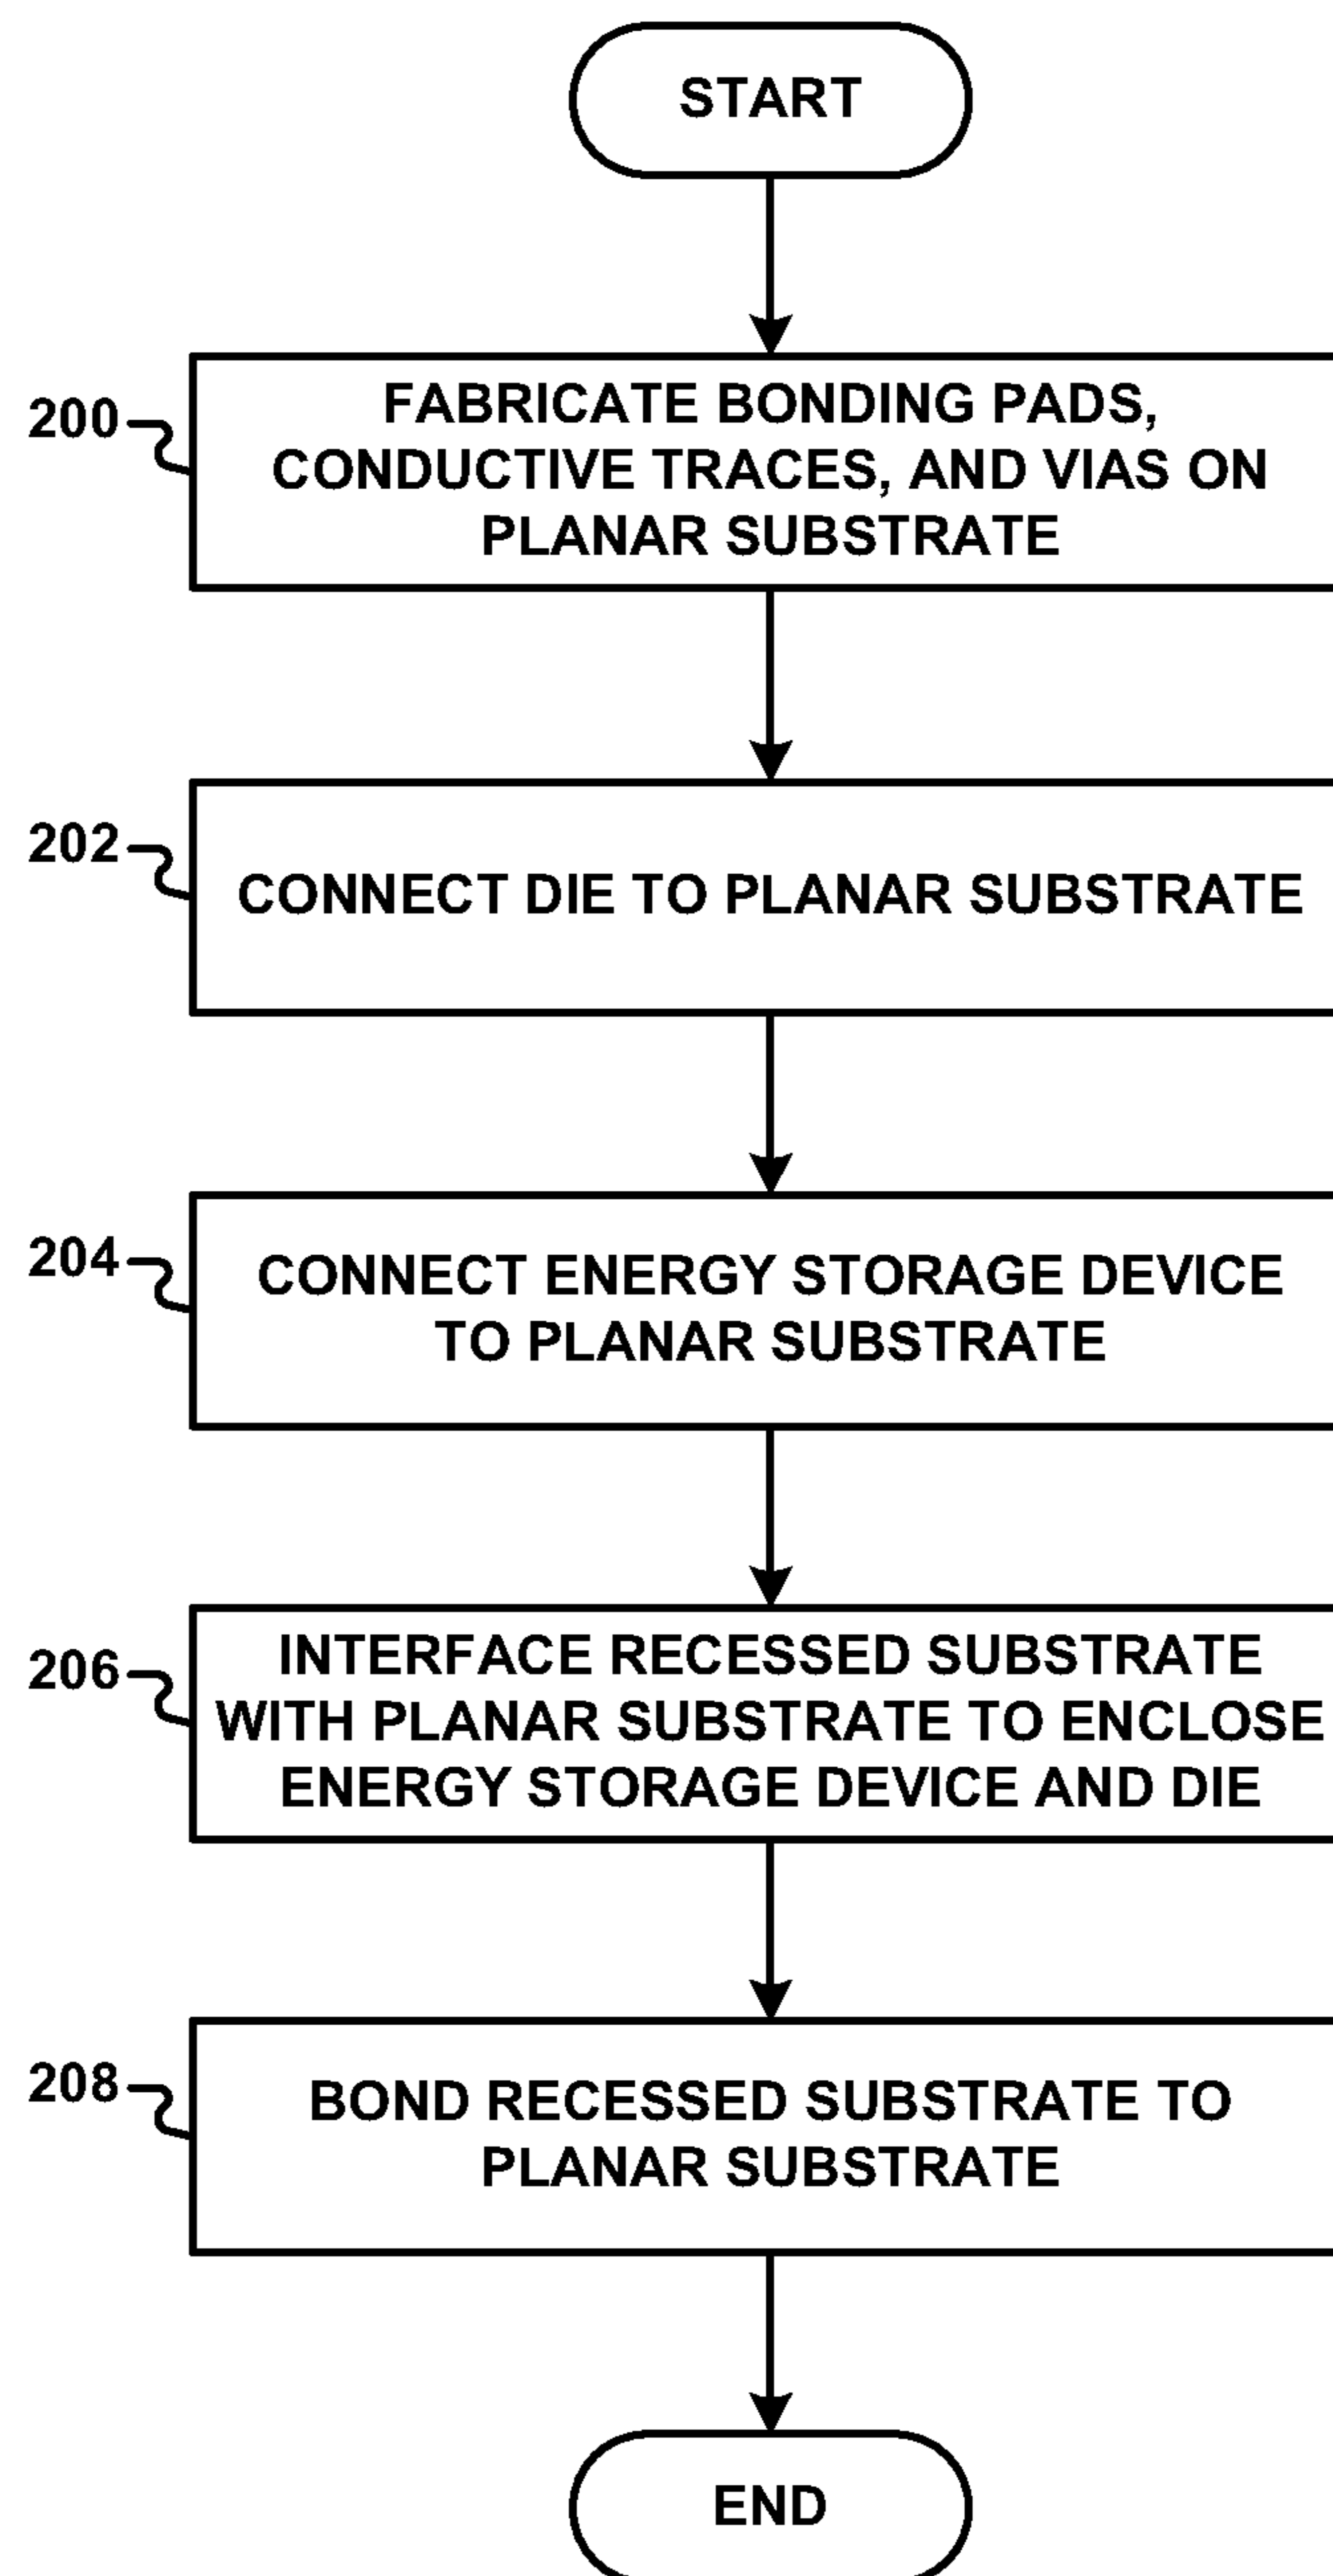 START
200
FABRICATE BONDING PADS,
CONDUCTIVE TRACES, AND VIAS ON
PLANAR SUBSTRATE
202
CONNECT DIE TO PLANAR SUBSTRATE
204
CONNECT ENERGY STORAGE DEVICE
TO PLANAR SUBSTRATE
206
INTERFACE RECESSED SUBSTRATE
WITH PLANAR SUBSTRATE TO ENCLOSE
ENERGY STORAGE DEVICE AND DIE
208
BOND RECESSED SUBSTRATE TO
PLANAR SUBSTRATE
END